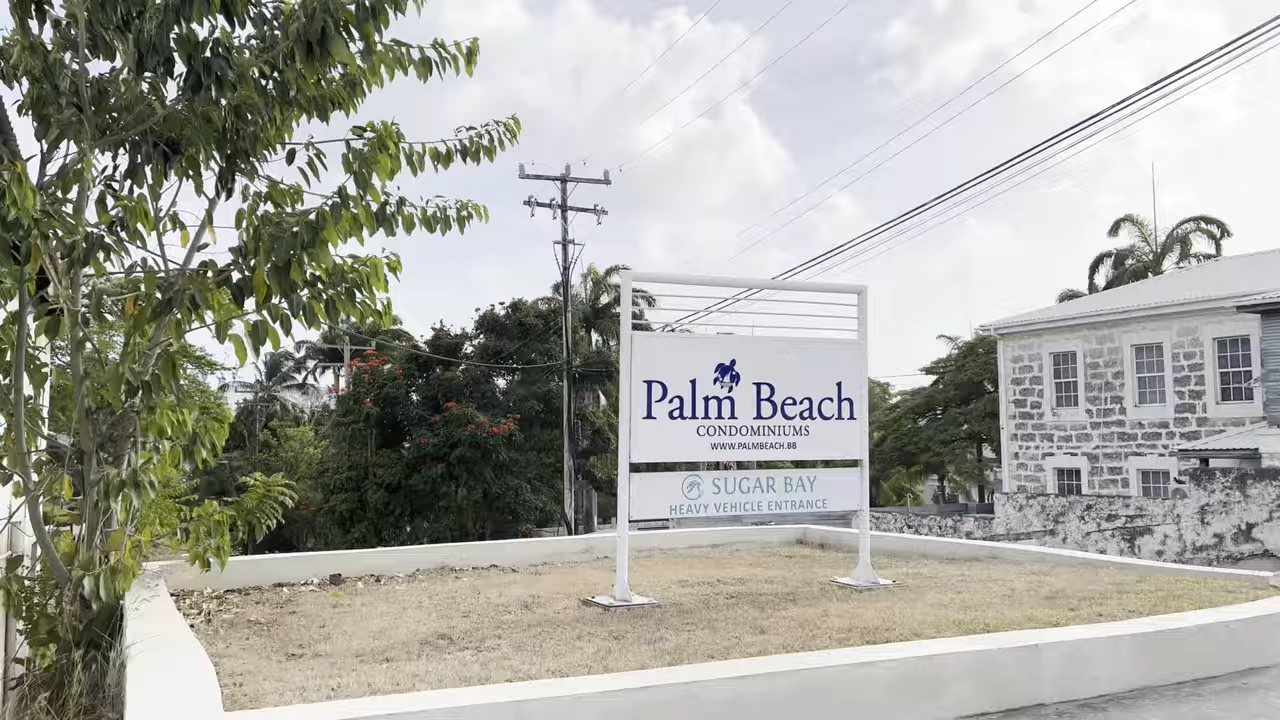 Palm Beach
CONDOMINIUMS
WWW.PALMBEACH.BB
SUGAR BAY
HEAVY VEHICLE ENTRANCE